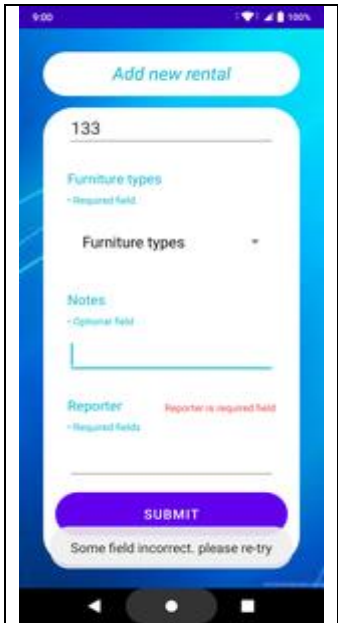 9:00
100%
Add new rental
133
Furniture types
- Required field
Furniture types
Notes
- Optional field
Reporter
Reporter is required field
- Required fields
SUBMIT
Some field incorrect. please re-try